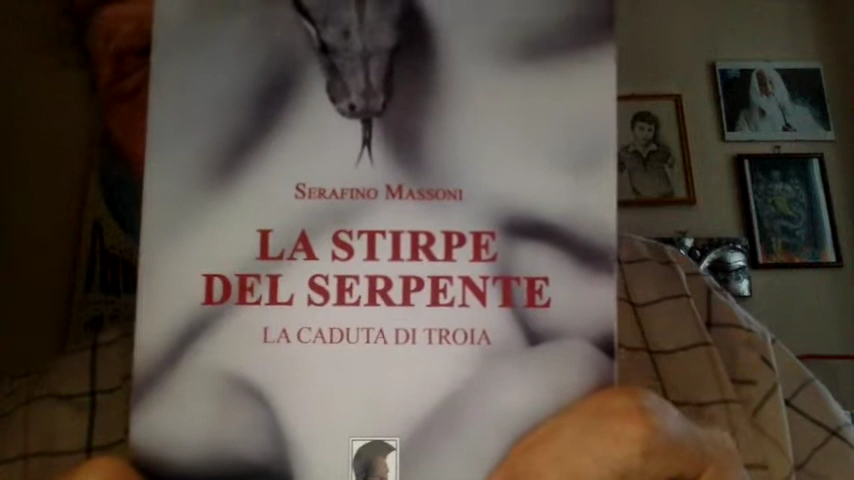 SERAFINO MASSONI
LA STIRPE
DEL SERPENTE
LA CADUTA DI TROIA